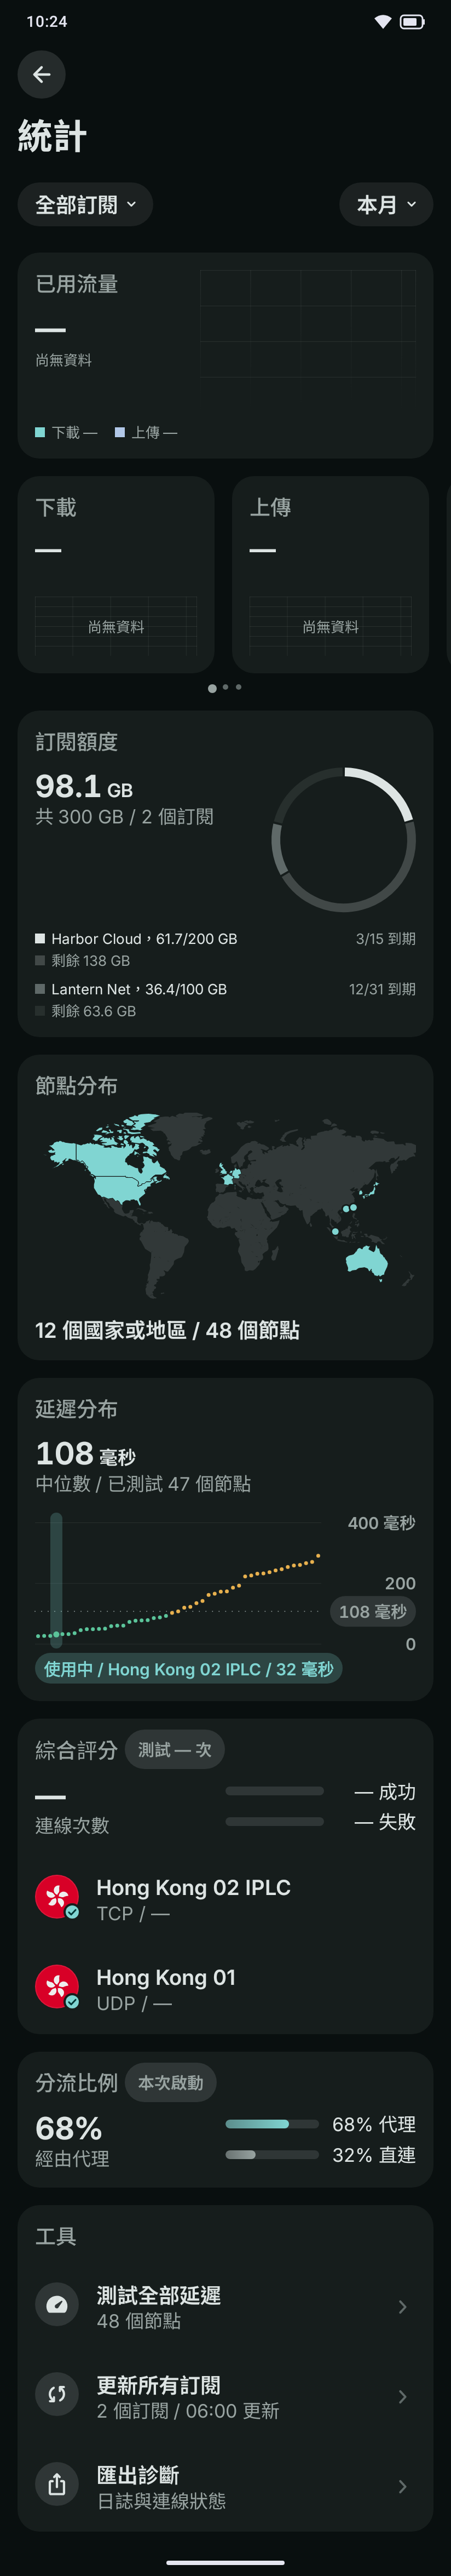 10:24
統計
全部訂閱
本月
已用流量
—
尚無資料
下載 —
上傳 —
下載
—
尚無資料
上傳
—
尚無資料
訂閱額度
98.1 GB
共 300 GB / 2 個訂閱
Harbor Cloud，61.7/200 GB
3/15 到期
剩餘 138 GB
Lantern Net，36.4/100 GB
12/31 到期
剩餘 63.6 GB
節點分布
12 個國家或地區 / 48 個節點
延遲分布
108 毫秒
中位數 / 已測試 47 個節點
400 毫秒
200
108 毫秒
0
使用中 / Hong Kong 02 IPLC / 32 毫秒
綜合評分
測試 — 次
—
連線次數
— 成功
— 失敗
Hong Kong 02 IPLC
TCP / —
Hong Kong 01
UDP / —
分流比例
本次啟動
68%
經由代理
68% 代理
32% 直連
工具
測試全部延遲
48 個節點
更新所有訂閱
2 個訂閱 / 06:00 更新
匯出診斷
日誌與連線狀態